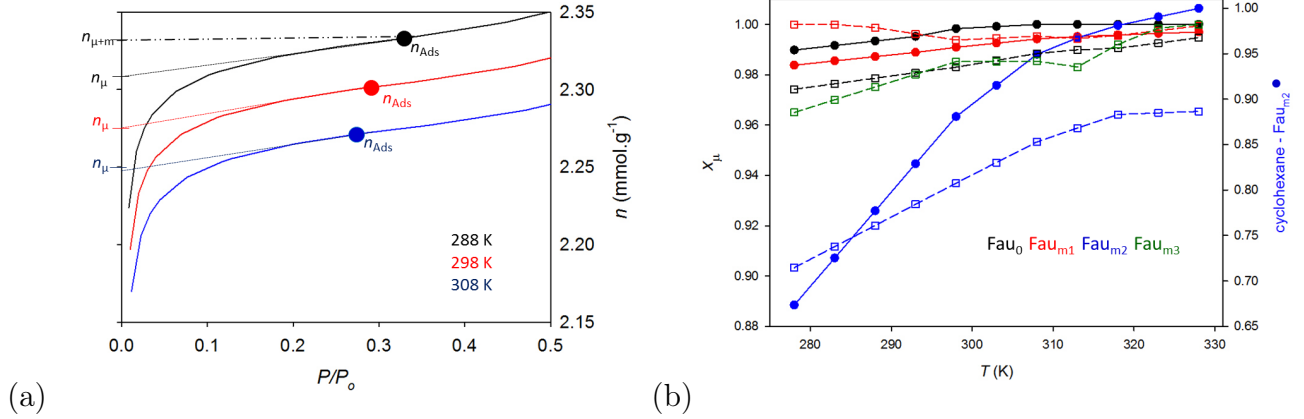 2.35
2.30
2.25
2.20
2.15
n (mmol.g⁻¹)
nμ+m
nμ
nμ
nμ
nAds
nAds
nAds
288 K
298 K
308 K
0.0 0.1 0.2 0.3 0.4 0.5
P/Po
(a)
1.00
0.98
0.96
0.94
0.92
0.90
0.88
Xμ
1.00
0.95
0.90
0.85
0.80
0.75
0.70
0.65
cyclohexane - Faum2
Fau0 Faum1 Faum2 Faum3
280 290 300 310 320 330
T (K)
(b)